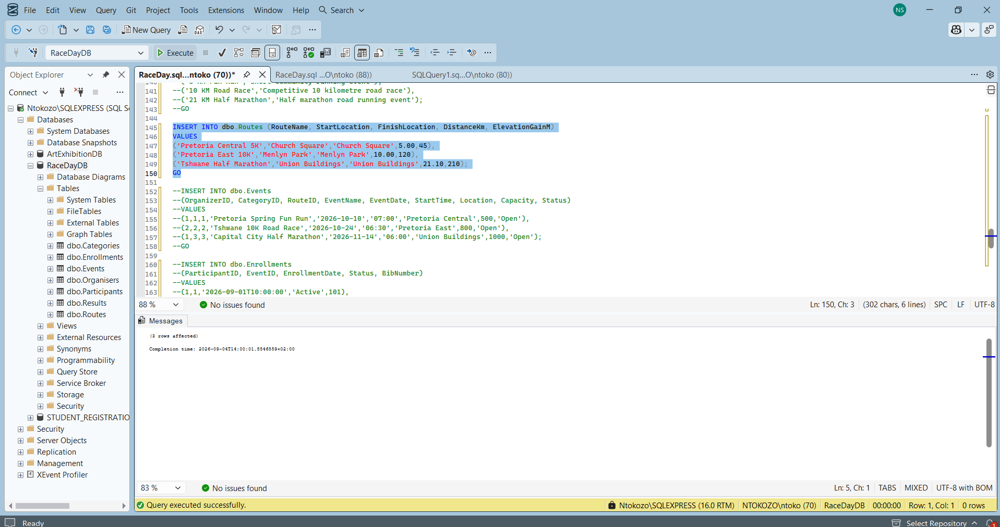 File Edit View Query Git Project Tools Extensions Window Help Search NS
New Query DAX
RaceDayDB Execute
Object Explorer
Connect
Ntokozo\SQLEXPRESS (SQL S
Databases
System Databases
Database Snapshots
ArtExhibitionDB
RaceDayDB
Database Diagrams
Tables
System Tables
FileTables
External Tables
Graph Tables
dbo.Categories
dbo.Enrollments
dbo.Events
dbo.Organisers
dbo.Participants
dbo.Results
dbo.Routes
Views
External Resources
Synonyms
Programmability
Query Store
Service Broker
Storage
Security
STUDENT_REGISTRATIO
Security
Server Objects
Replication
Management
XEvent Profiler
RaceDay.sql...ntoko (70))* RaceDay.sql ...O\ntoko (88)) SQLQuery1.sq...O\ntoko (80))
141 --('10 KM Road Race','Competitive 10 kilometre road race'),
142 --('21 KM Half Marathon','Half marathon road running event');
143 --GO
144
145 INSERT INTO dbo.Routes (RouteName, StartLocation, FinishLocation, DistanceKm, ElevationGainM)
146 VALUES
147 ('Pretoria Central 5K','Church Square','Church Square',5.00,45),
148 ('Pretoria East 10K','Menlyn Park','Menlyn Park',10.00,120),
149 ('Tshwane Half Marathon','Union Buildings','Union Buildings',21.10,210);
150 GO
151
152 --INSERT INTO dbo.Events
153 --(OrganizerID, CategoryID, RouteID, EventName, EventDate, StartTime, Location, Capacity, Status)
154 --VALUES
155 --(1,1,1,'Pretoria Spring Fun Run','2026-10-10','07:00','Pretoria Central',500,'Open'),
156 --(2,2,2,'Tshwane 10K Road Race','2026-10-24','06:30','Pretoria East',800,'Open'),
157 --(1,3,3,'Capital City Half Marathon','2026-11-14','06:00','Union Buildings',1000,'Open');
158 --GO
159
160 --INSERT INTO dbo.Enrollments
161 --(ParticipantID, EventID, EnrollmentDate, Status, BibNumber)
162 --VALUES
163 --(1,1,'2026-09-01T10:00:00','Active',101),
88 % No issues found Ln: 150, Ch: 3 (302 chars, 6 lines) SPC LF UTF-8
Messages
(3 rows affected)
Completion time: 2026-09-04T14:00:01.8546559+02:00
83 % No issues found Ln: 5, Ch: 1 TABS MIXED UTF-8 with BOM
Query executed successfully. Ntokozo\SQLEXPRESS (16.0 RTM) NTOKOZO\ntoko (70) RaceDayDB 00:00:00 Row: 1, Col: 1 0 rows
Ready Select Repository 1